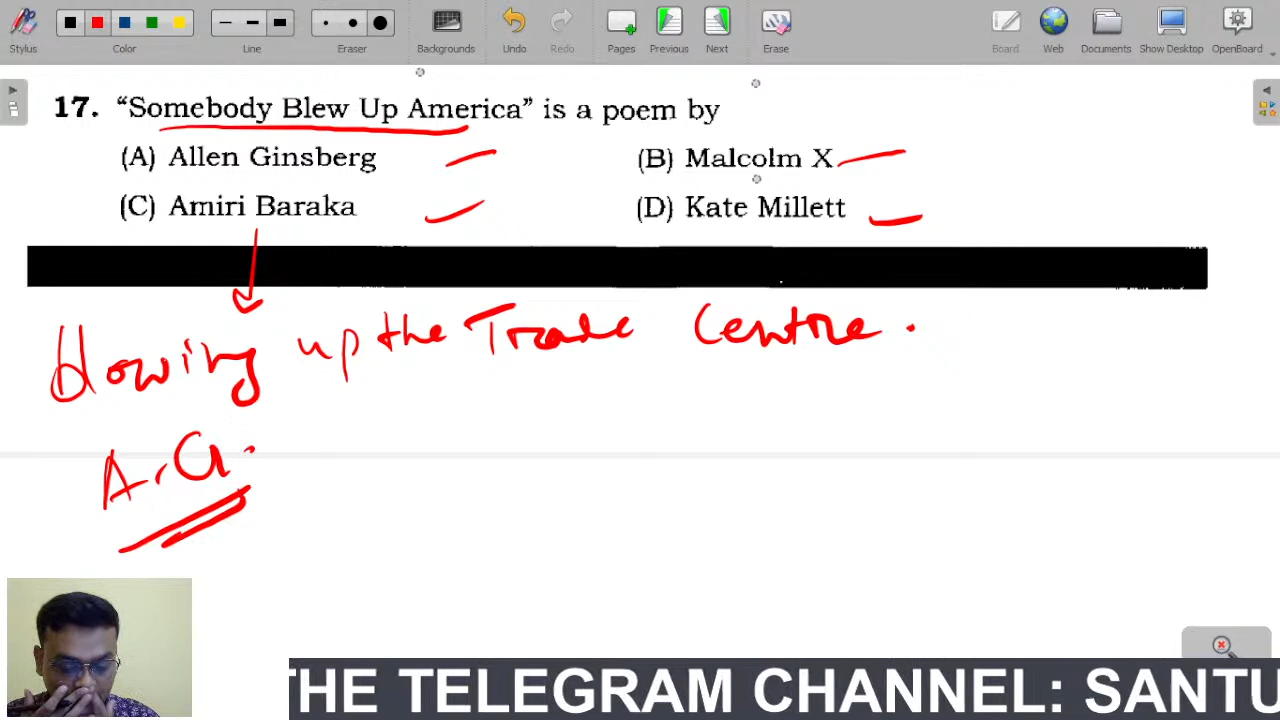 Stylus Color Line Eraser Backgrounds Undo Redo Pages Previous Next Erase Board Web Documents Show Desktop OpenBoard
17. “Somebody Blew Up America” is a poem by
(A) Allen Ginsberg (B) Malcolm X
(C) Amiri Baraka (D) Kate Millett
blowing up the Trade Centre.
A.G.
THE TELEGRAM CHANNEL: SANTU